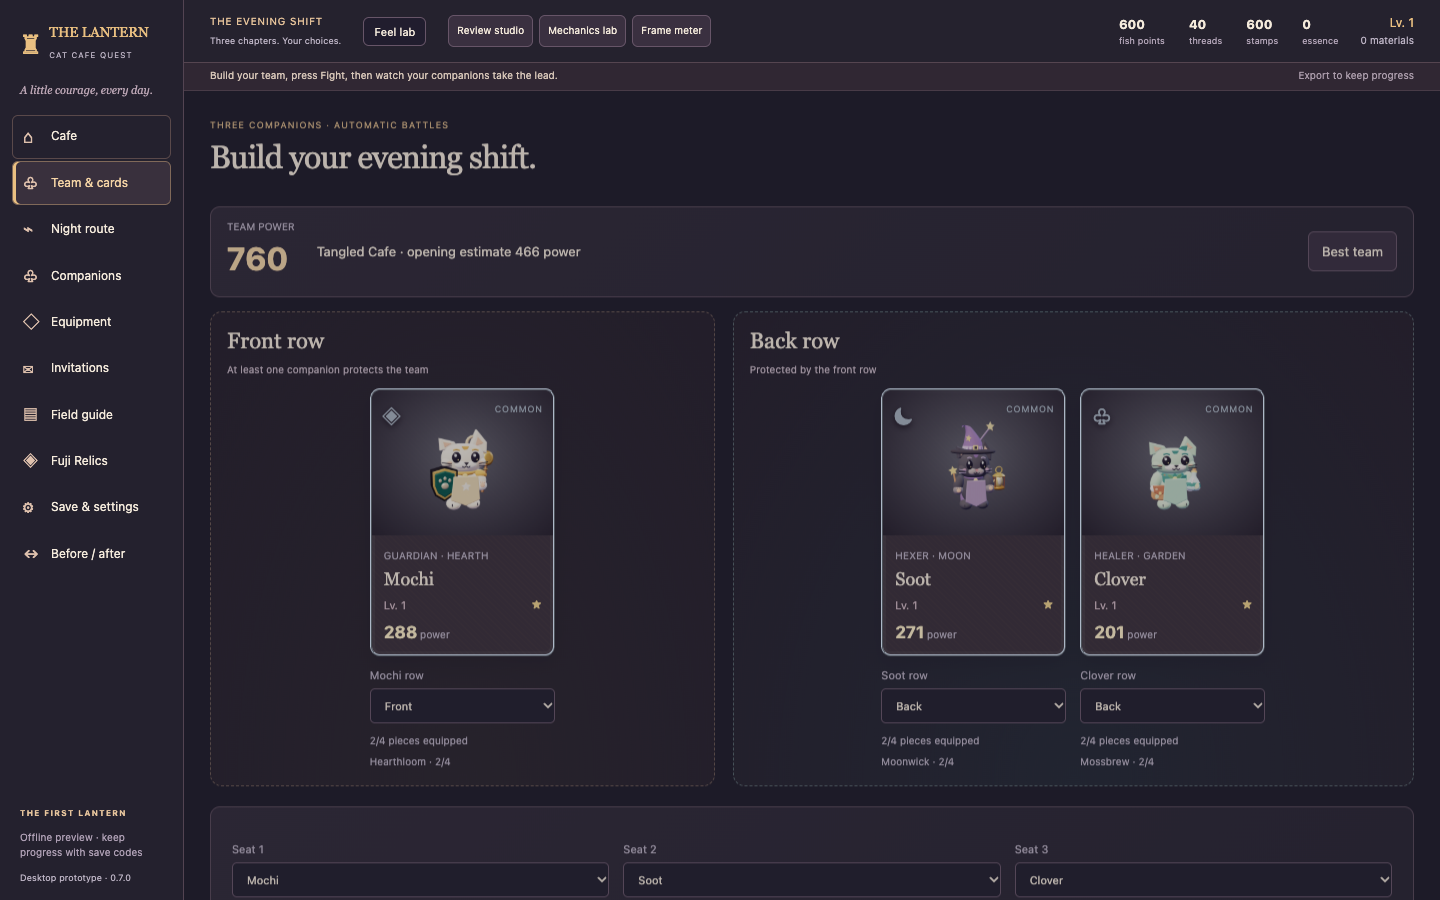 THE LANTERN
CAT CAFE QUEST
A little courage, every day.
Cafe
Team & cards
Night route
Companions
Equipment
Invitations
Field guide
Fuji Relics
Save & settings
Before / after
THE FIRST LANTERN
Offline preview · keep
progress with save codes
Desktop prototype · 0.7.0
THE EVENING SHIFT
Three chapters. Your choices.
Feel lab
Review studio
Mechanics lab
Frame meter
600
fish points
40
threads
600
stamps
0
essence
Lv. 1
0 materials
Build your team, press Fight, then watch your companions take the lead.
Export to keep progress
THREE COMPANIONS · AUTOMATIC BATTLES
Build your evening shift.
TEAM POWER
760
Tangled Cafe · opening estimate 466 power
Best team
Front row
At least one companion protects the team
COMMON
GUARDIAN · HEARTH
Mochi
Lv. 1
288 power
Mochi row
Front
2/4 pieces equipped
Hearthloom · 2/4
Back row
Protected by the front row
COMMON
HEXER · MOON
Soot
Lv. 1
271 power
Soot row
Back
2/4 pieces equipped
Moonwick · 2/4
COMMON
HEALER · GARDEN
Clover
Lv. 1
201 power
Clover row
Back
2/4 pieces equipped
Mossbrew · 2/4
Seat 1
Mochi
Seat 2
Soot
Seat 3
Clover